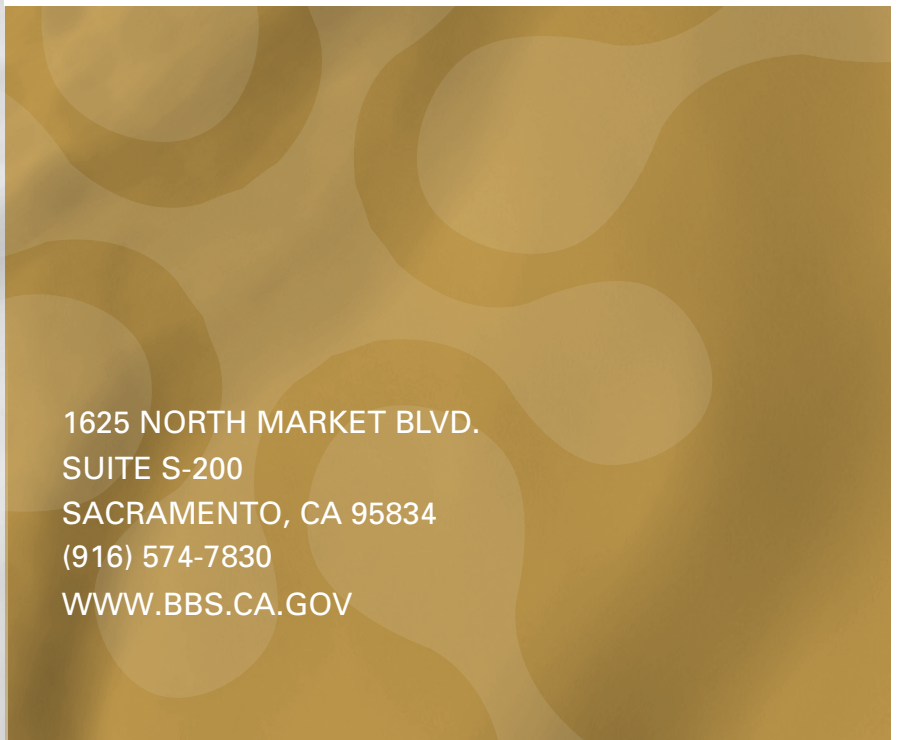 1625 NORTH MARKET BLVD.
SUITE S-200
SACRAMENTO, CA 95834
(916) 574-7830
WWW.BBS.CA.GOV